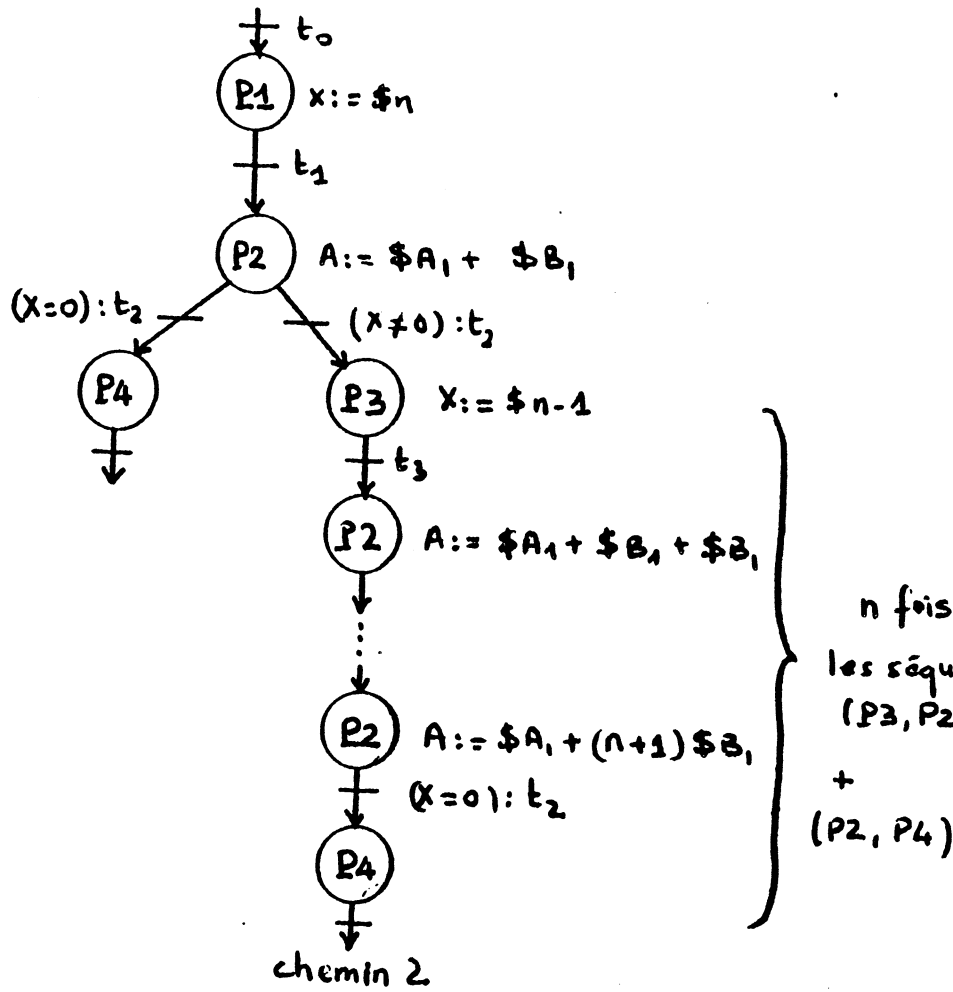 t₀
P1 X:= $n
t₁
P2 A:= $A₁ + $B₁
(X=0):t₂ (X≠0):t₂
P4 P3 X:= $n-1
t₃
P2 A:= $A₁ + $B₁ + $B₁
n fois
les séqu
P2 A:= $A₁ + (n+1) $B₁
(P3, P2
(X=0): t₂
+
(P2, P4)
P4
chemin 2